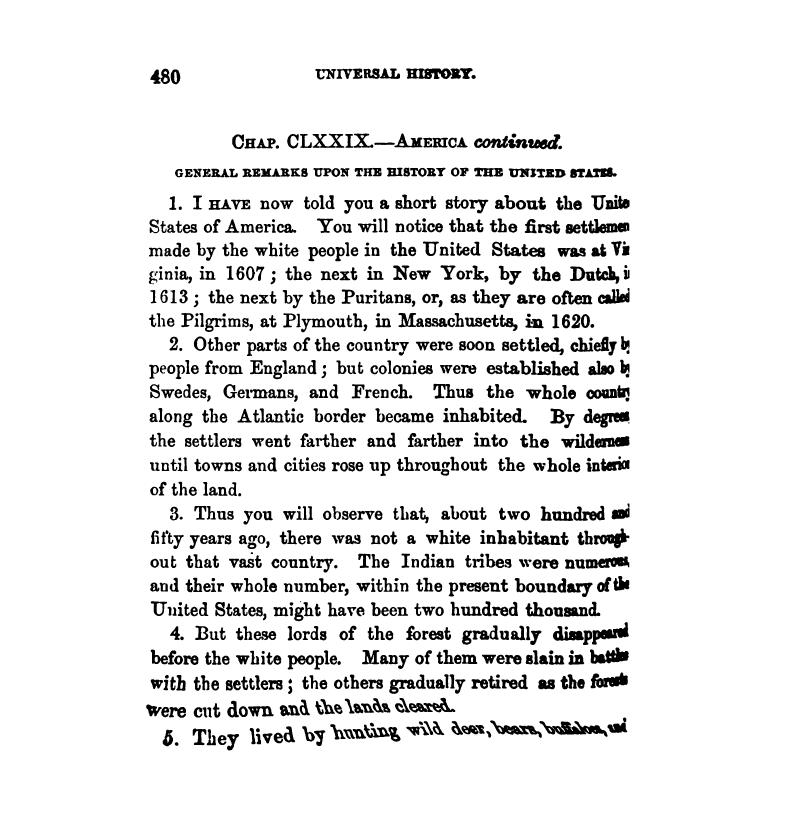 480 UNIVERSAL HISTORY.
CHAP. CLXXIX.—AMERICA continued.
GENERAL REMARKS UPON THE HISTORY OF THE UNITED STATES.
1. I HAVE now told you a short story about the Unite
States of America. You will notice that the first settlemen
made by the white people in the United States was at Vir
ginia, in 1607; the next in New York, by the Dutch, i
1613; the next by the Puritans, or, as they are often called
the Pilgrims, at Plymouth, in Massachusetts, in 1620.
2. Other parts of the country were soon settled, chiefly by
people from England; but colonies were established also by
Swedes, Germans, and French. Thus the whole country
along the Atlantic border became inhabited. By degrees
the settlers went farther and farther into the wilderness
until towns and cities rose up throughout the whole interior
of the land.
3. Thus you will observe that, about two hundred and
fifty years ago, there was not a white inhabitant through-
out that vast country. The Indian tribes were numerous,
and their whole number, within the present boundary of the
United States, might have been two hundred thousand.
4. But these lords of the forest gradually disappeared
before the white people. Many of them were slain in battles
with the settlers; the others gradually retired as the forests
were cut down and the lands cleared.
5. They lived by hunting wild deer, bears, buffaloes, and